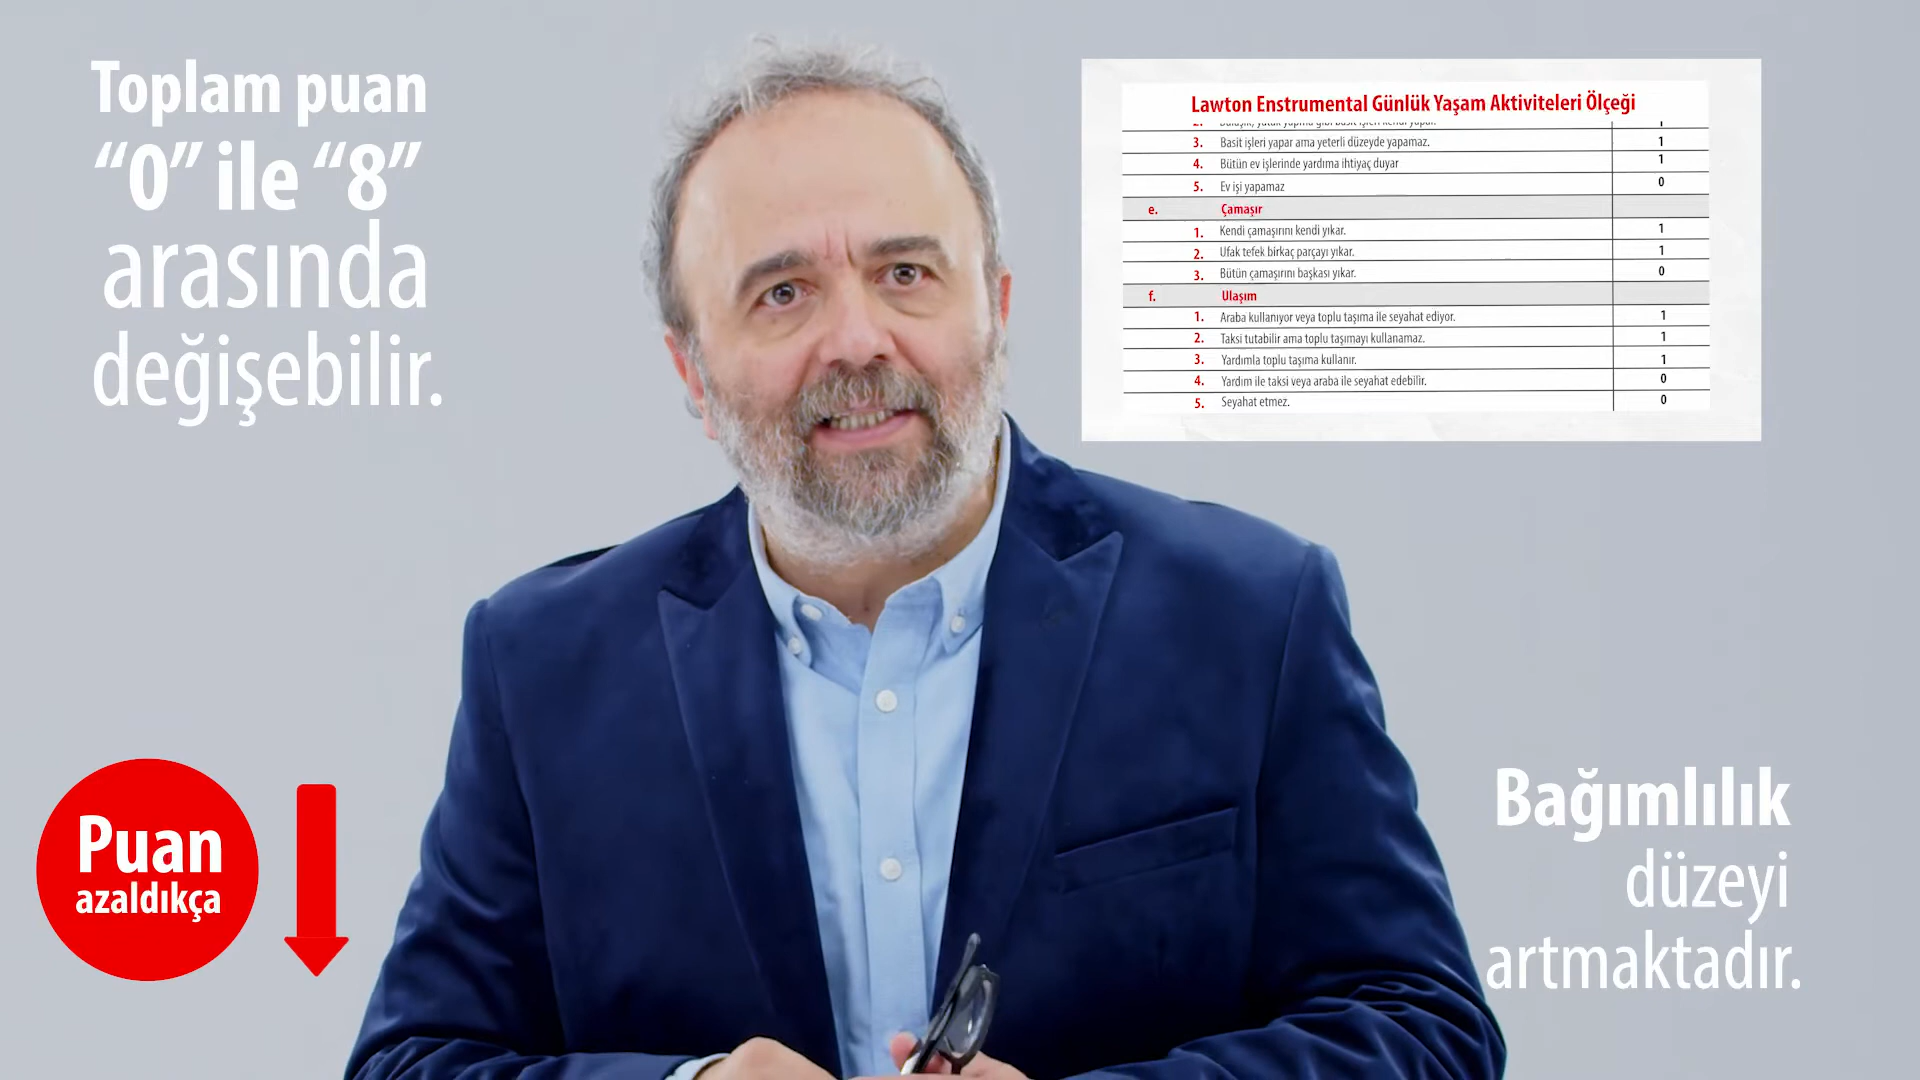 Toplam puan
“0” ile “8”
arasında
değişebilir.
Lawton Enstrumental Günlük Yaşam Aktiviteleri Ölçeği
3. Basit işleri yapar ama yeterli düzeyde yapamaz. 1
4. Bütün ev işlerinde yardıma ihtiyaç duyar 1
5. Ev işi yapamaz 0
e. Çamaşır
1. Kendi çamaşırını kendi yıkar. 1
2. Ufak tefek birkaç parçayı yıkar. 1
3. Bütün çamaşırını başkası yıkar. 0
f. Ulaşım
1. Araba kullanıyor veya toplu taşıma ile seyahat ediyor. 1
2. Taksi tutabilir ama toplu taşımayı kullanamaz. 1
3. Yardımla toplu taşıma kullanır. 1
4. Yardım ile taksi veya araba ile seyahat edebilir. 0
5. Seyahat etmez. 0
Puan
azaldıkça
Bağımlılık
düzeyi
artmaktadır.